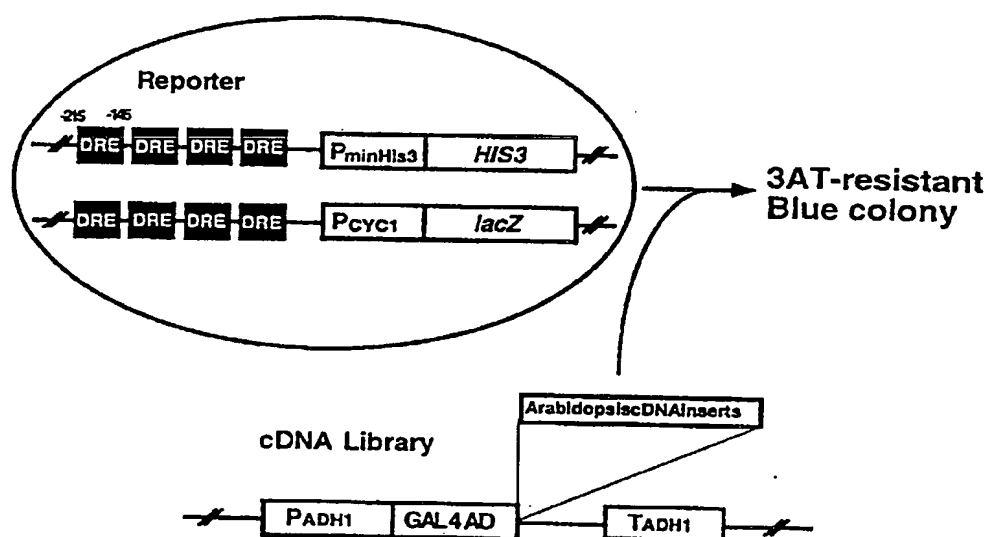 Reporter
-215 -145
DRE DRE DRE DRE PminHis3 HIS3
DRE DRE DRE DRE PCYC1 lacZ
3AT-resistant
Blue colony
ArabidopsiscDNAinserts
cDNA Library
PADH1 GAL4AD TADH1